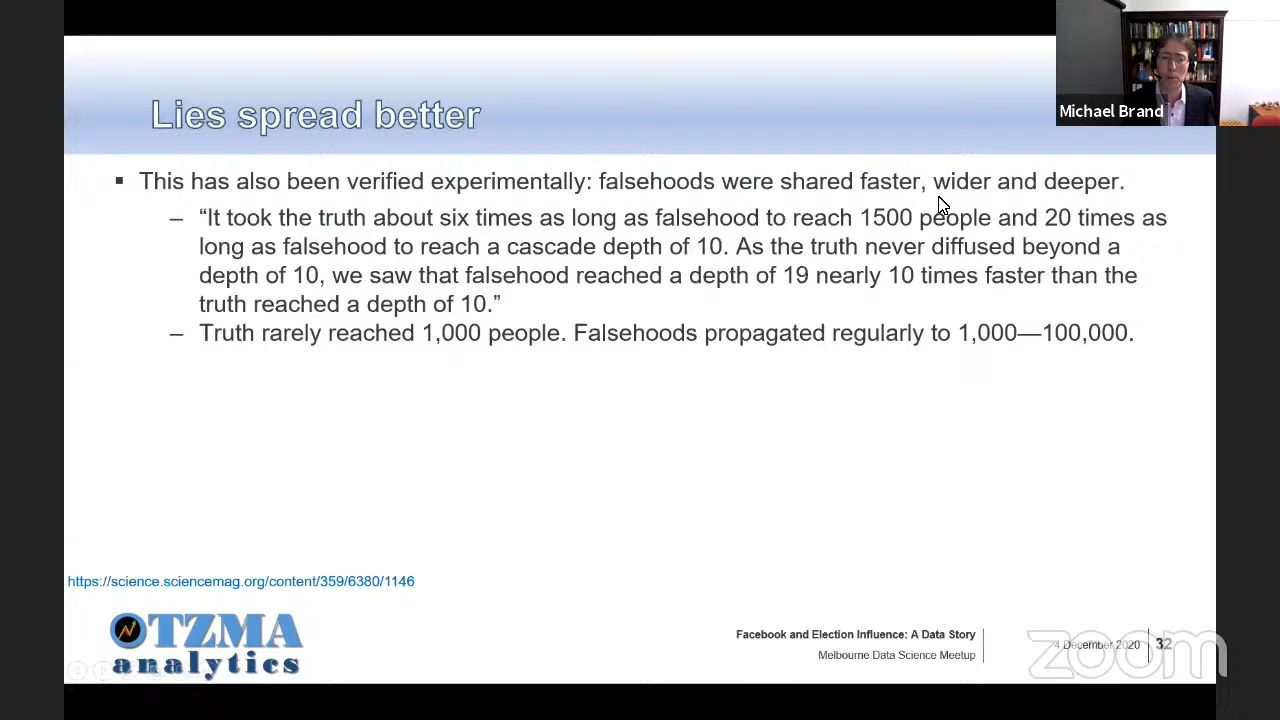 Lies spread better
Michael Brand
▪ This has also been verified experimentally: falsehoods were shared faster, wider and deeper.
– “It took the truth about six times as long as falsehood to reach 1500 people and 20 times as
long as falsehood to reach a cascade depth of 10. As the truth never diffused beyond a
depth of 10, we saw that falsehood reached a depth of 19 nearly 10 times faster than the
truth reached a depth of 10.”
– Truth rarely reached 1,000 people. Falsehoods propagated regularly to 1,000—100,000.
https://science.sciencemag.org/content/359/6380/1146
OTZMA
analytics
Facebook and Election Influence: A Data Story
Melbourne Data Science Meetup
4 December 2020
32
zoom